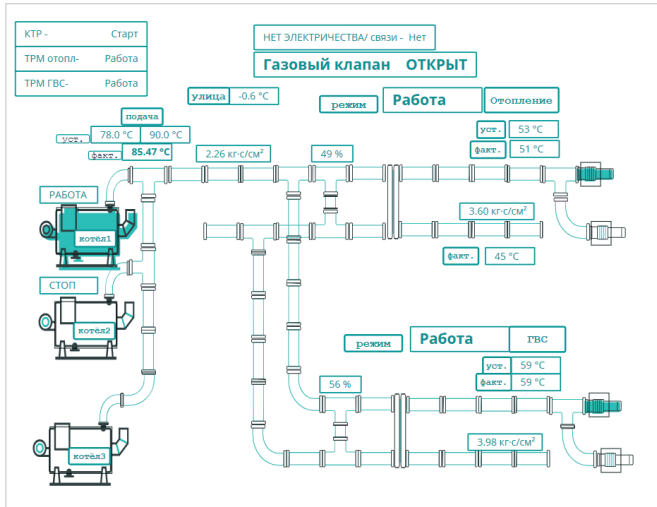 КТР - Старт
ТРМ отопл- Работа
ТРМ ГВС- Работа
НЕТ ЭЛЕКТРИЧЕСТВА/ связи - Нет
Газовый клапан ОТКРЫТ
улица -0.6 °C
режим Работа Отопление
подача
уст. 78.0 °C 90.0 °C
факт. 85.47 °C
2.26 кг·с/см²
49 %
уст. 53 °C
факт. 51 °C
РАБОТА
котёл1
3.60 кг·с/см²
факт. 45 °C
СТОП
котёл2
режим Работа ГВС
уст. 59 °C
факт. 59 °C
56 %
3.98 кг·с/см²
котёл3